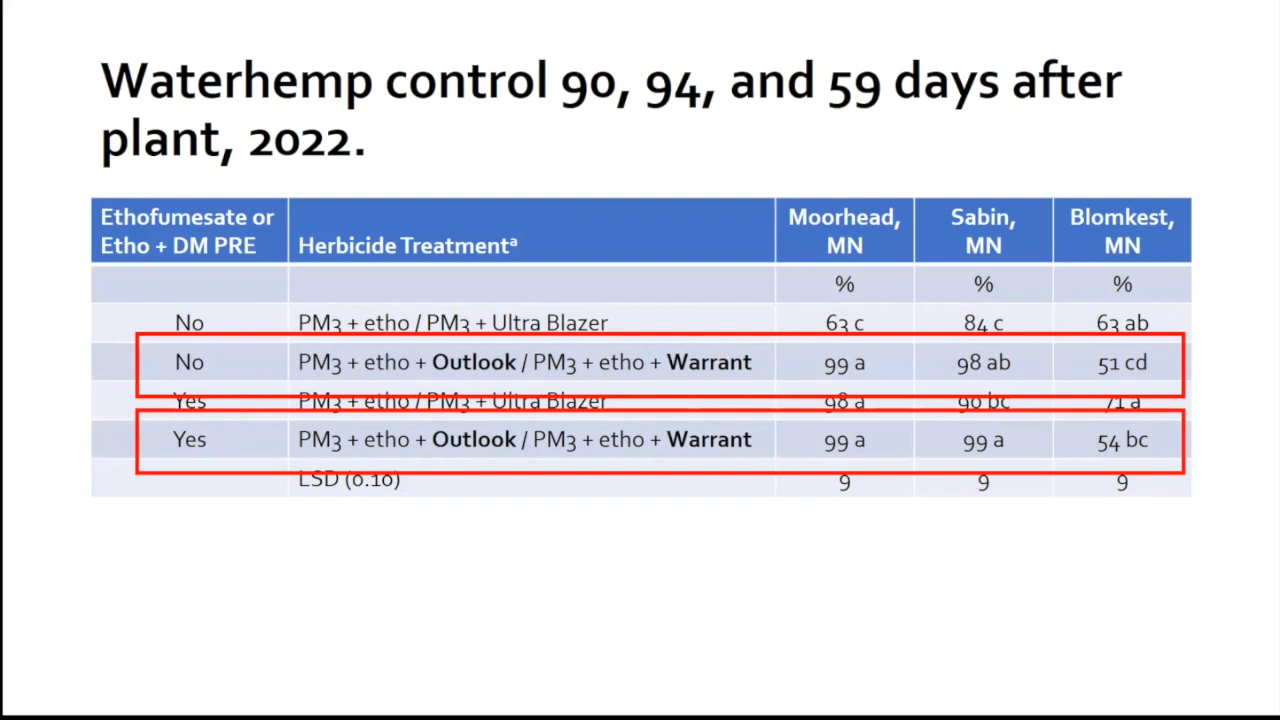 Waterhemp control 90, 94, and 59 days after
plant, 2022.
Ethofumesate or Etho + DM PRE | Herbicide Treatmentᵃ | Moorhead, MN | Sabin, MN | Blomkest, MN
% | % | %
No | PM3 + etho / PM3 + Ultra Blazer | 63 c | 84 c | 63 ab
No | PM3 + etho + Outlook / PM3 + etho + Warrant | 99 a | 98 ab | 51 cd
Yes | PM3 + etho / PM3 + Ultra Blazer | 98 a | 90 bc | 71 a
Yes | PM3 + etho + Outlook / PM3 + etho + Warrant | 99 a | 99 a | 54 bc
LSD (0.10) | 9 | 9 | 9